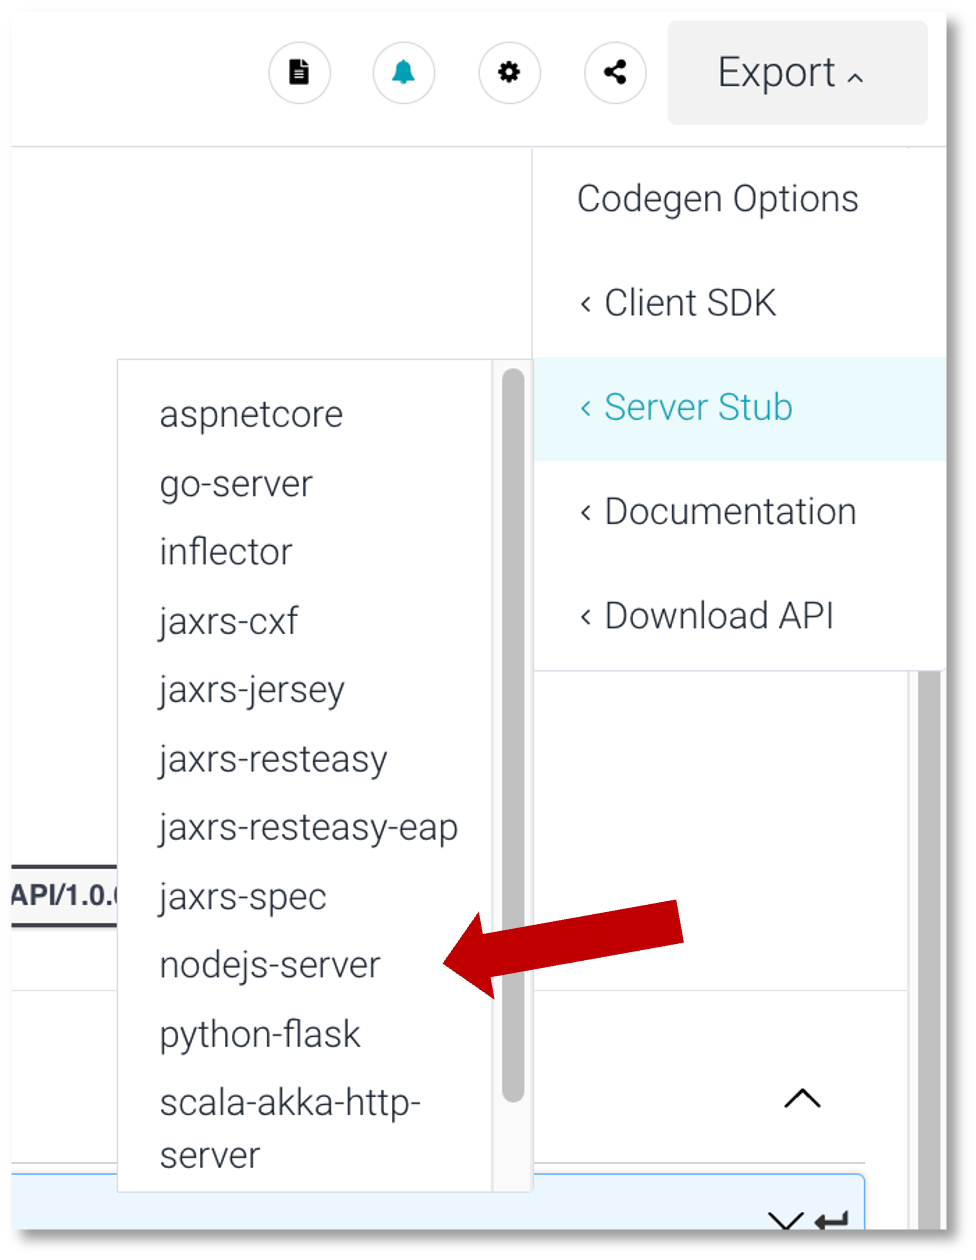 Export
Codegen Options
Client SDK
Server Stub
Documentation
Download API
aspnetcore
go-server
inflector
jaxrs-cxf
jaxrs-jersey
jaxrs-resteasy
jaxrs-resteasy-eap
jaxrs-spec
nodejs-server
python-flask
scala-akka-http-
server
API/1.0.